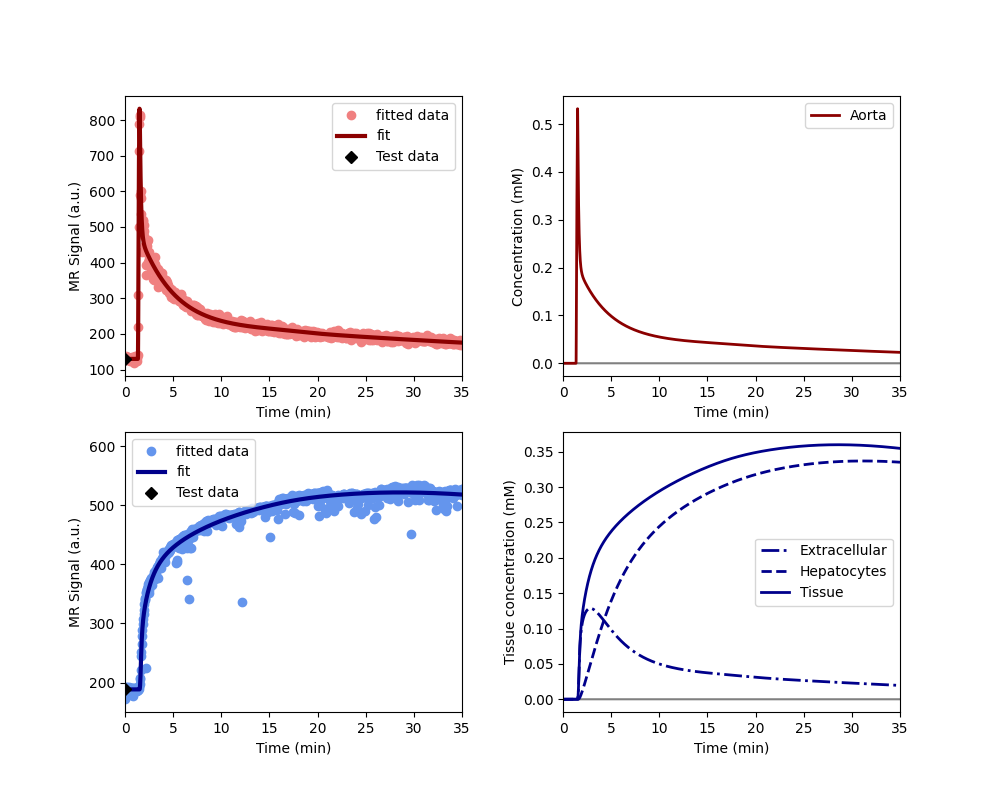 800
700
600
500
400
300
200
100
MR Signal (a.u.)
0 5 10 15 20 25 30 35
Time (min)
fitted data
fit
Test data
0.5
0.4
0.3
0.2
0.1
0.0
Concentration (mM)
0 5 10 15 20 25 30 35
Time (min)
Aorta
600
500
400
300
200
MR Signal (a.u.)
0 5 10 15 20 25 30 35
Time (min)
fitted data
fit
Test data
0.35
0.30
0.25
0.20
0.15
0.10
0.05
0.00
Tissue concentration (mM)
0 5 10 15 20 25 30 35
Time (min)
Extracellular
Hepatocytes
Tissue